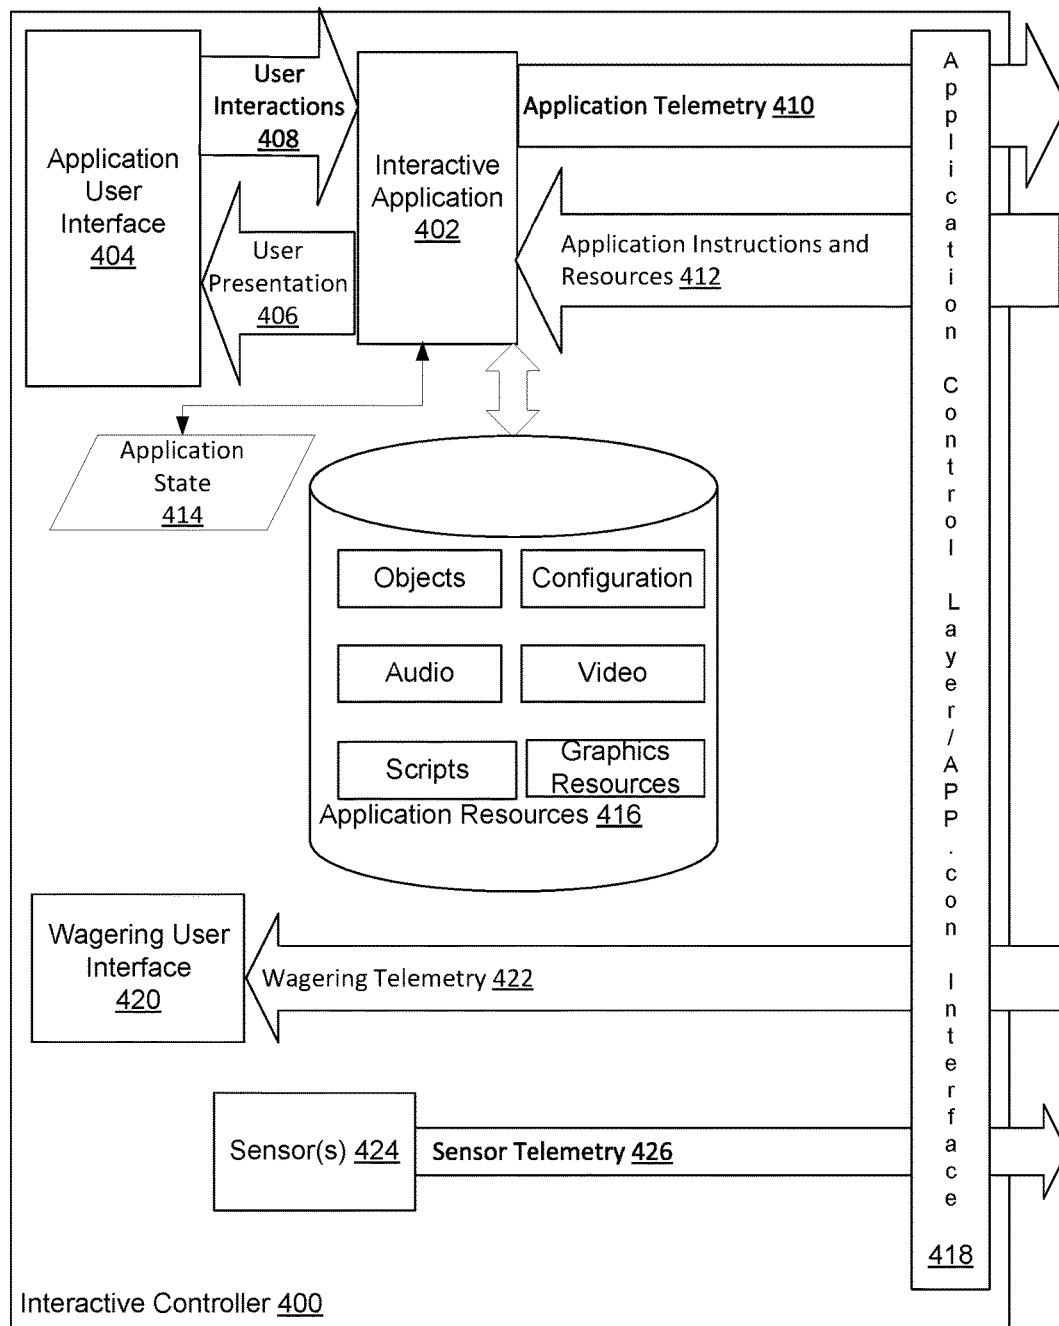 Application
User
Interface
404
User
Interactions
408
User
Presentation
406
Interactive
Application
402
Application Telemetry 410
Application Instructions and
Resources 412
Application
State
414
Objects
Configuration
Audio
Video
Scripts
Graphics
Resources
Application Resources 416
Wagering User
Interface
420
Wagering Telemetry 422
Sensor(s) 424
Sensor Telemetry 426
Application Control Layer/APP.con Interface
418
Interactive Controller 400